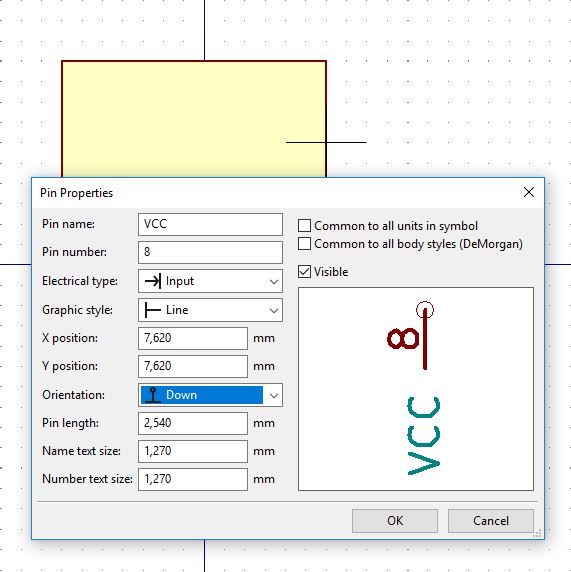 Pin Properties
Pin name: VCC
Pin number: 8
Electrical type: Input
Graphic style: Line
X position: 7,620 mm
Y position: 7,620 mm
Orientation: Down
Pin length: 2,540 mm
Name text size: 1,270 mm
Number text size: 1,270 mm
Common to all units in symbol
Common to all body styles (DeMorgan)
Visible
8
VCC
OK Cancel